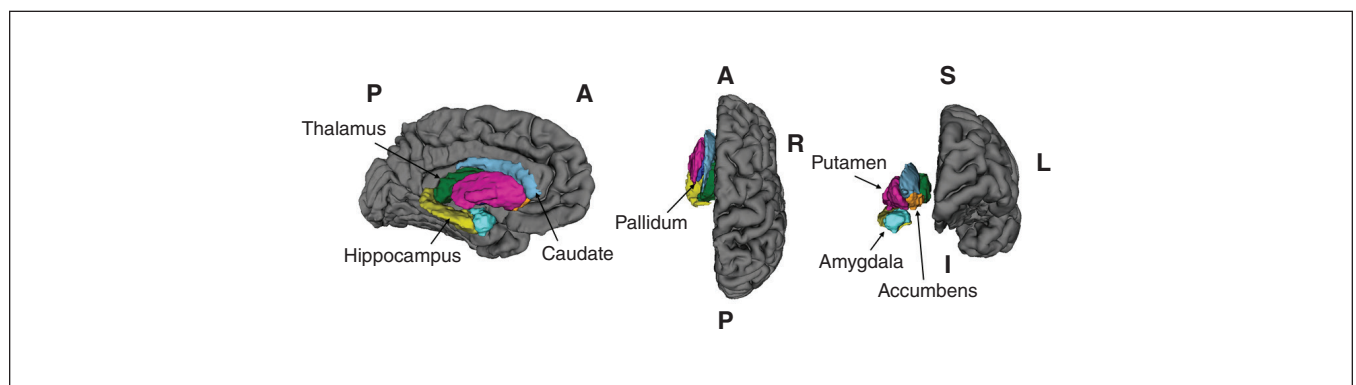 P
A
Thalamus
Hippocampus
Caudate
A
R
Pallidum
P
S
L
Putamen
Amygdala
I
Accumbens